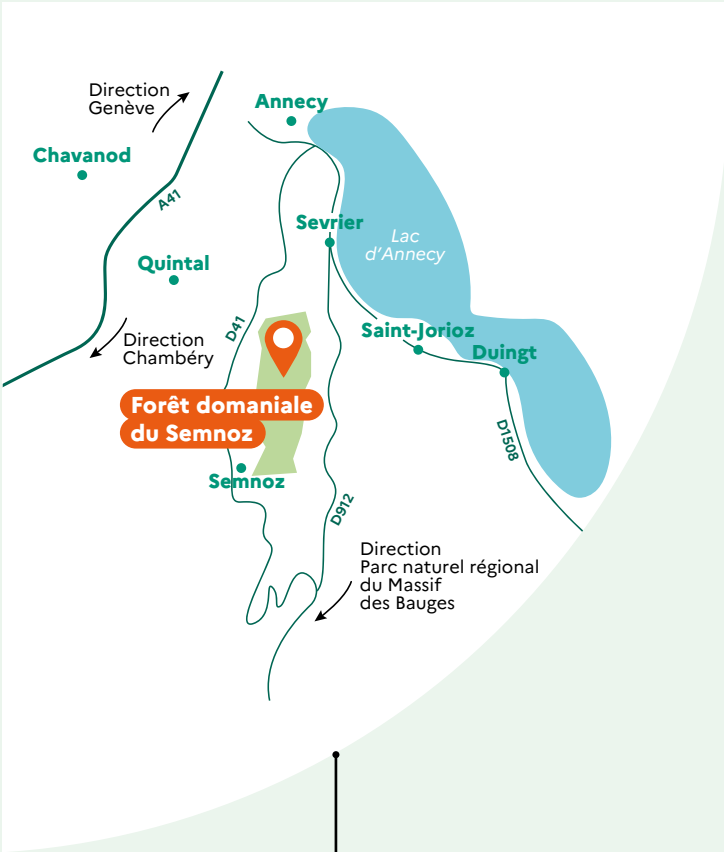 Direction
Genève
Annecy
Chavanod
A41
Sevrier
Lac
d'Annecy
Quintal
D41
Direction
Chambéry
Saint-Jorioz
Duingt
Forêt domaniale
du Semnoz
D1508
Semnoz
D912
Direction
Parc naturel régional
du Massif
des Bauges